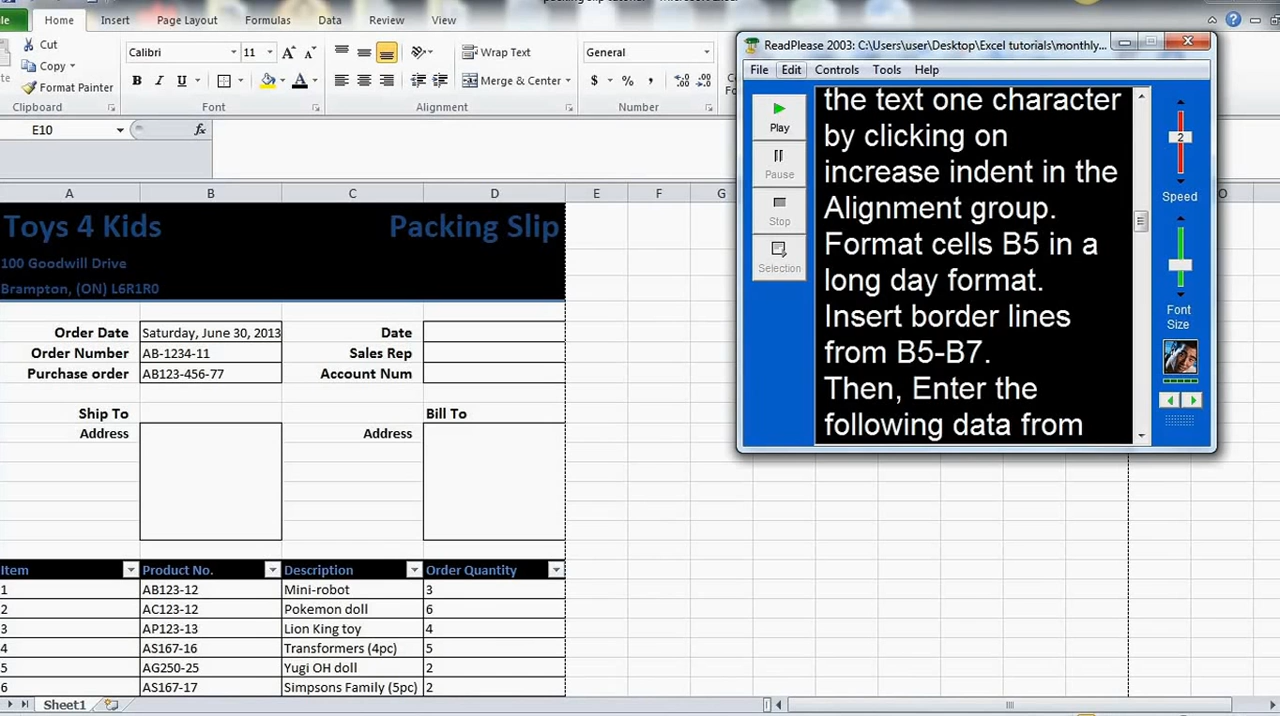 Home Insert Page Layout Formulas Data Review View
Cut
Copy
Format Painter
Clipboard
Calibri 11
B I U A
Font
Wrap Text
Merge & Center
Alignment
General
$ % ,
Number
E10 fx
A B C D E F G O
Toys 4 Kids Packing Slip
100 Goodwill Drive
Brampton, (ON) L6R1R0
Order Date Saturday, June 30, 2013 Date
Order Number AB-1234-11 Sales Rep
Purchase order AB123-456-77 Account Num
Ship To Bill To
Address Address
Item Product No. Description Order Quantity
1 AB123-12 Mini-robot 3
2 AC123-12 Pokemon doll 6
3 AP123-13 Lion King toy 4
4 AS167-16 Transformers (4pc) 5
5 AG250-25 Yugi OH doll 2
6 AS167-17 Simpsons Family (5pc) 2
Sheet1
ReadPlease 2003: C:\Users\user\Desktop\Excel tutorials\monthly...
File Edit Controls Tools Help
Play
Pause
Stop
Selection
the text one character
by clicking on
increase indent in the
Alignment group.
Format cells B5 in a
long day format.
Insert border lines
from B5-B7.
Then, Enter the
following data from
2
Speed
Font
Size